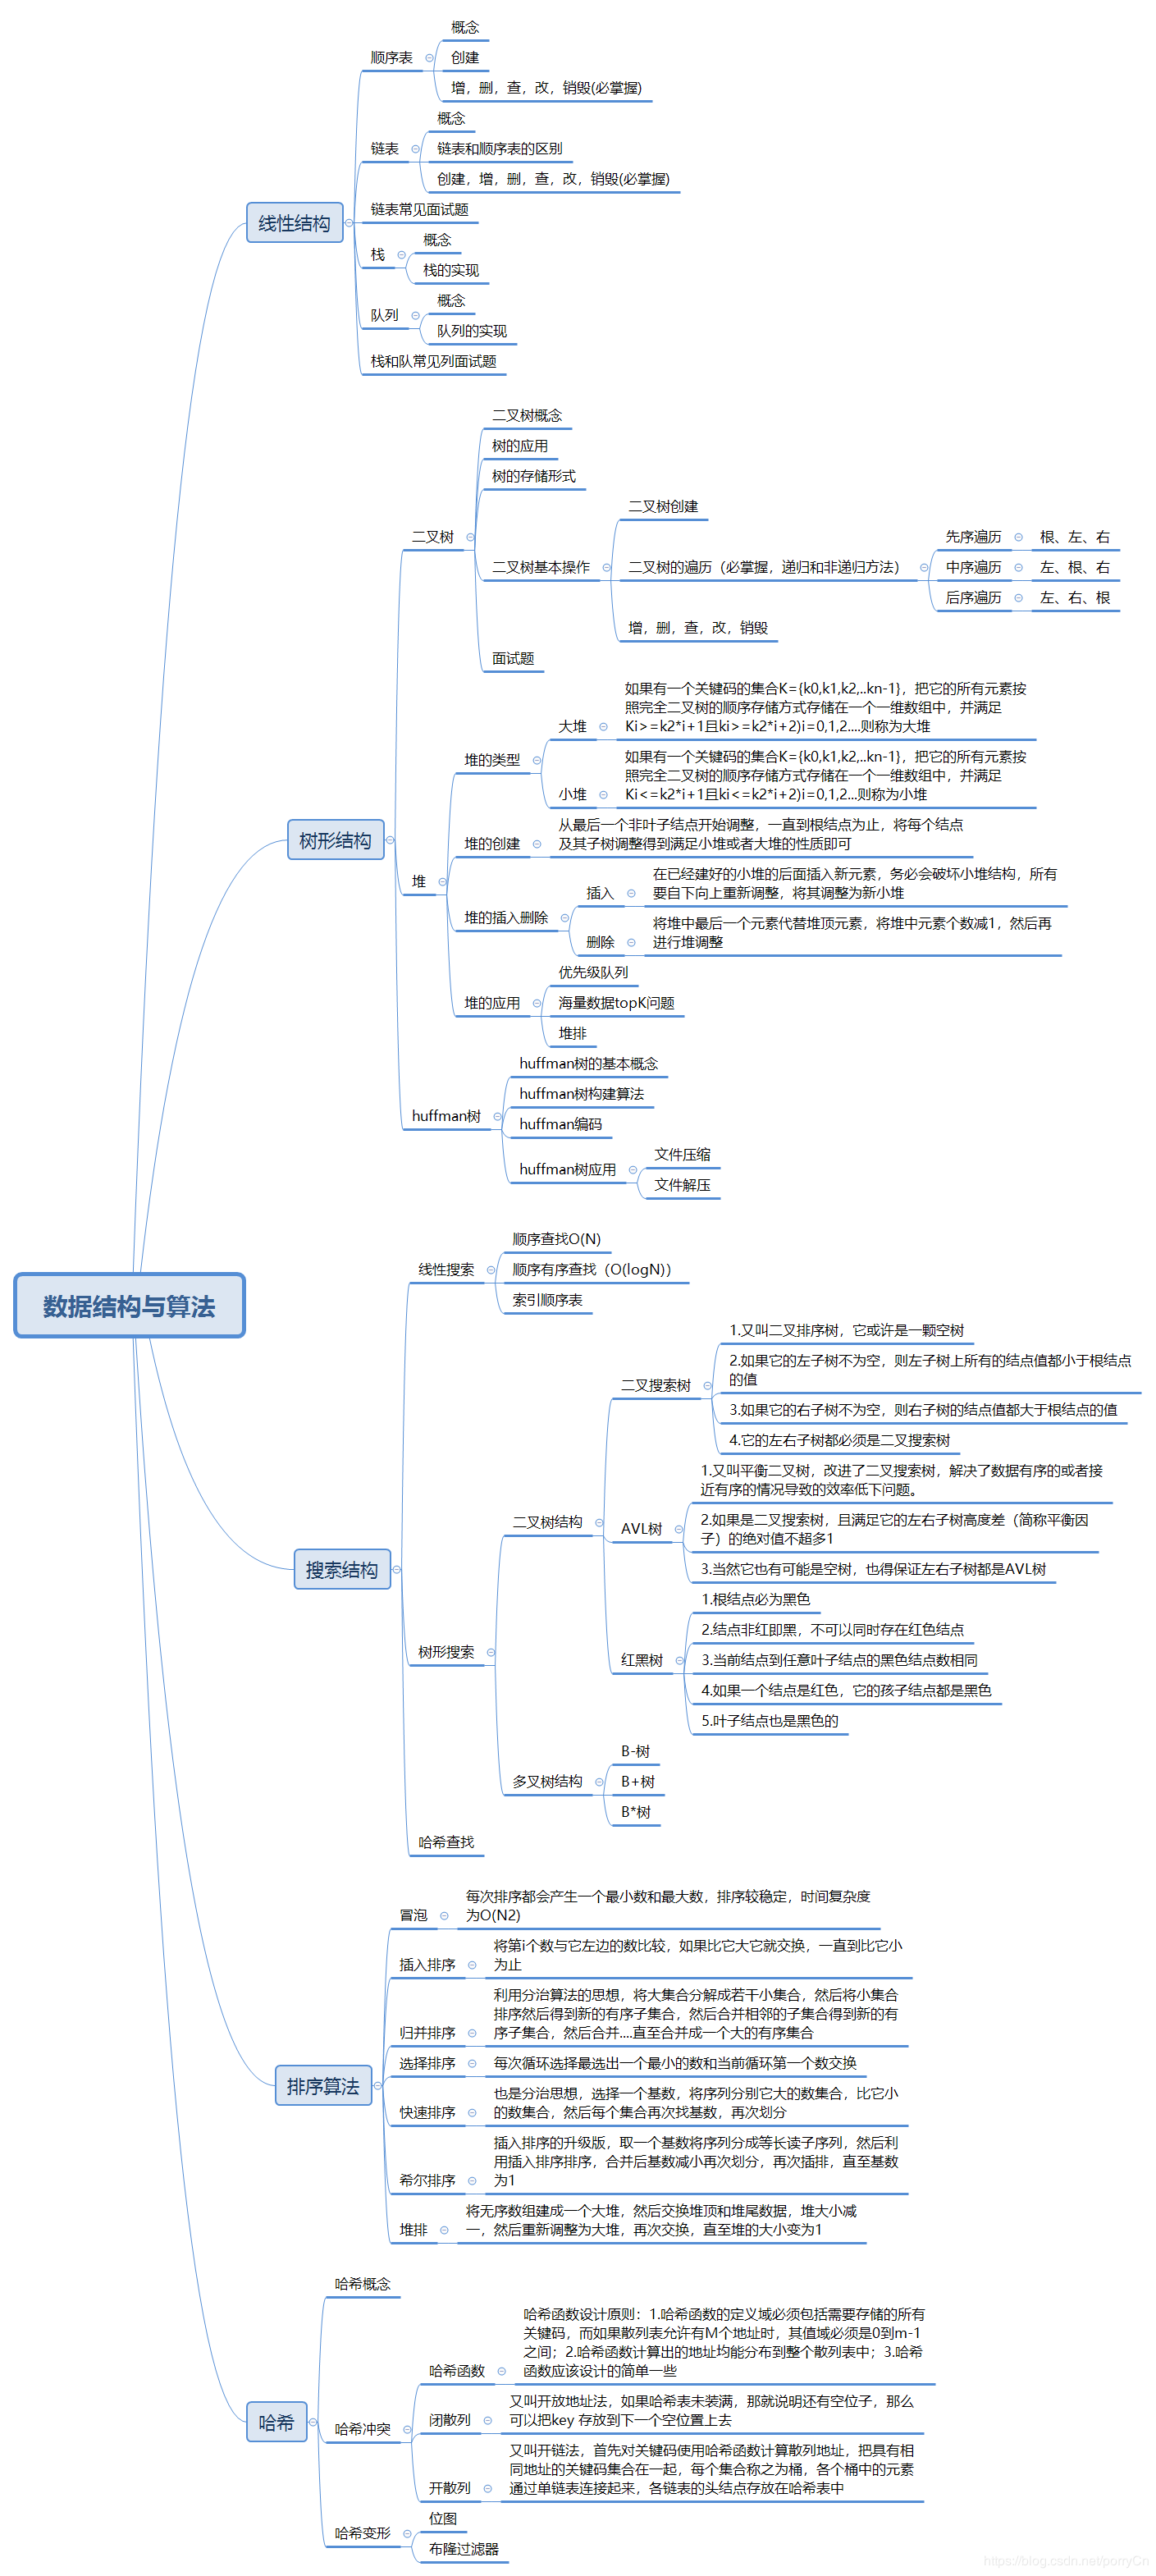 数据结构与算法
线性结构
顺序表
概念
创建
增，删，查，改，销毁(必掌握)
链表
概念
链表和顺序表的区别
创建，增，删，查，改，销毁(必掌握)
链表常见面试题
栈
概念
栈的实现
队列
概念
队列的实现
栈和队常见列面试题
树形结构
二叉树
二叉树概念
树的应用
树的存储形式
二叉树基本操作
二叉树创建
二叉树的遍历（必掌握，递归和非递归方法）
先序遍历
根、左、右
中序遍历
左、根、右
后序遍历
左、右、根
增，删，查，改，销毁
面试题
堆
堆的类型
大堆
如果有一个关键码的集合K={k0,k1,k2,..kn-1}，把它的所有元素按
照完全二叉树的顺序存储方式存储在一个一维数组中，并满足
Ki>=k2*i+1且ki>=k2*i+2)i=0,1,2....则称为大堆
小堆
如果有一个关键码的集合K={k0,k1,k2,..kn-1}，把它的所有元素按
照完全二叉树的顺序存储方式存储在一个一维数组中，并满足
Ki<=k2*i+1且ki<=k2*i+2)i=0,1,2...则称为小堆
堆的创建
从最后一个非叶子结点开始调整，一直到根结点为止，将每个结点
及其子树调整得到满足小堆或者大堆的性质即可
堆的插入删除
插入
在已经建好的小堆的后面插入新元素，务必会破坏小堆结构，所有
要自下向上重新调整，将其调整为新小堆
删除
将堆中最后一个元素代替堆顶元素，将堆中元素个数减1，然后再
进行堆调整
堆的应用
优先级队列
海量数据topK问题
堆排
huffman树
huffman树的基本概念
huffman树构建算法
huffman编码
huffman树应用
文件压缩
文件解压
搜索结构
线性搜索
顺序查找O(N)
顺序有序查找（O(logN)）
索引顺序表
树形搜索
二叉树结构
二叉搜索树
1.又叫二叉排序树，它或许是一颗空树
2.如果它的左子树不为空，则左子树上所有的结点值都小于根结点
的值
3.如果它的右子树不为空，则右子树的结点值都大于根结点的值
4.它的左右子树都必须是二叉搜索树
AVL树
1.又叫平衡二叉树，改进了二叉搜索树，解决了数据有序的或者接
近有序的情况导致的效率低下问题。
2.如果是二叉搜索树，且满足它的左右子树高度差（简称平衡因
子）的绝对值不超多1
3.当然它也有可能是空树，也得保证左右子树都是AVL树
红黑树
1.根结点必为黑色
2.结点非红即黑，不可以同时存在红色结点
3.当前结点到任意叶子结点的黑色结点数相同
4.如果一个结点是红色，它的孩子结点都是黑色
5.叶子结点也是黑色的
多叉树结构
B-树
B+树
B*树
哈希查找
排序算法
冒泡
每次排序都会产生一个最小数和最大数，排序较稳定，时间复杂度
为O(N2)
插入排序
将第i个数与它左边的数比较，如果比它大它就交换，一直到比它小
为止
归并排序
利用分治算法的思想，将大集合分解成若干小集合，然后将小集合
排序然后得到新的有序子集合，然后合并相邻的子集合得到新的有
序子集合，然后合并....直至合并成一个大的有序集合
选择排序
每次循环选择最选出一个最小的数和当前循环第一个数交换
快速排序
也是分治思想，选择一个基数，将序列分别它大的数集合，比它小
的数集合，然后每个集合再次找基数，再次划分
希尔排序
插入排序的升级版，取一个基数将序列分成等长读子序列，然后利
用插入排序排序，合并后基数减小再次划分，再次插排，直至基数
为1
堆排
将无序数组建成一个大堆，然后交换堆顶和堆尾数据，堆大小减
一，然后重新调整为大堆，再次交换，直至堆的大小变为1
哈希
哈希概念
哈希冲突
哈希函数
哈希函数设计原则：1.哈希函数的定义域必须包括需要存储的所有
关键码，而如果散列表允许有M个地址时，其值域必须是0到m-1
之间；2.哈希函数计算出的地址均能分布到整个散列表中；3.哈希
函数应该设计的简单一些
闭散列
又叫开放地址法，如果哈希表未装满，那就说明还有空位子，那么
可以把key 存放到下一个空位置上去
开散列
又叫开链法，首先对关键码使用哈希函数计算散列地址，把具有相
同地址的关键码集合在一起，每个集合称之为桶，各个桶中的元素
通过单链表连接起来，各链表的头结点存放在哈希表中
哈希变形
位图
布隆过滤器
https://blog.csdn.net/porryCn